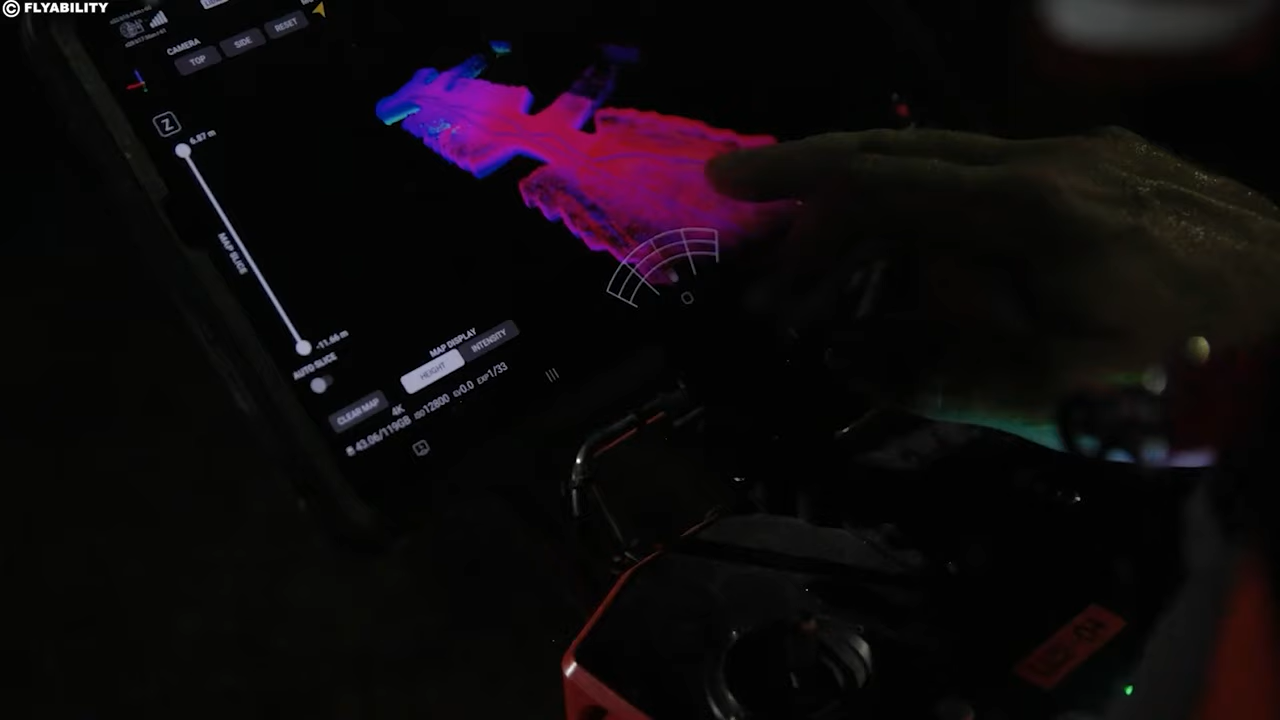 © FLYABILITY
CAMERA
TOP
SIDE
RESET
Z
6.87 m
MAP SLICE
-11.66 m
AUTO SLICE
MAP DISPLAY
HEIGHT
INTENSITY
CLEAR MAP
4K
43.06/119GB ISO12800 EV0.0 EXP1/33